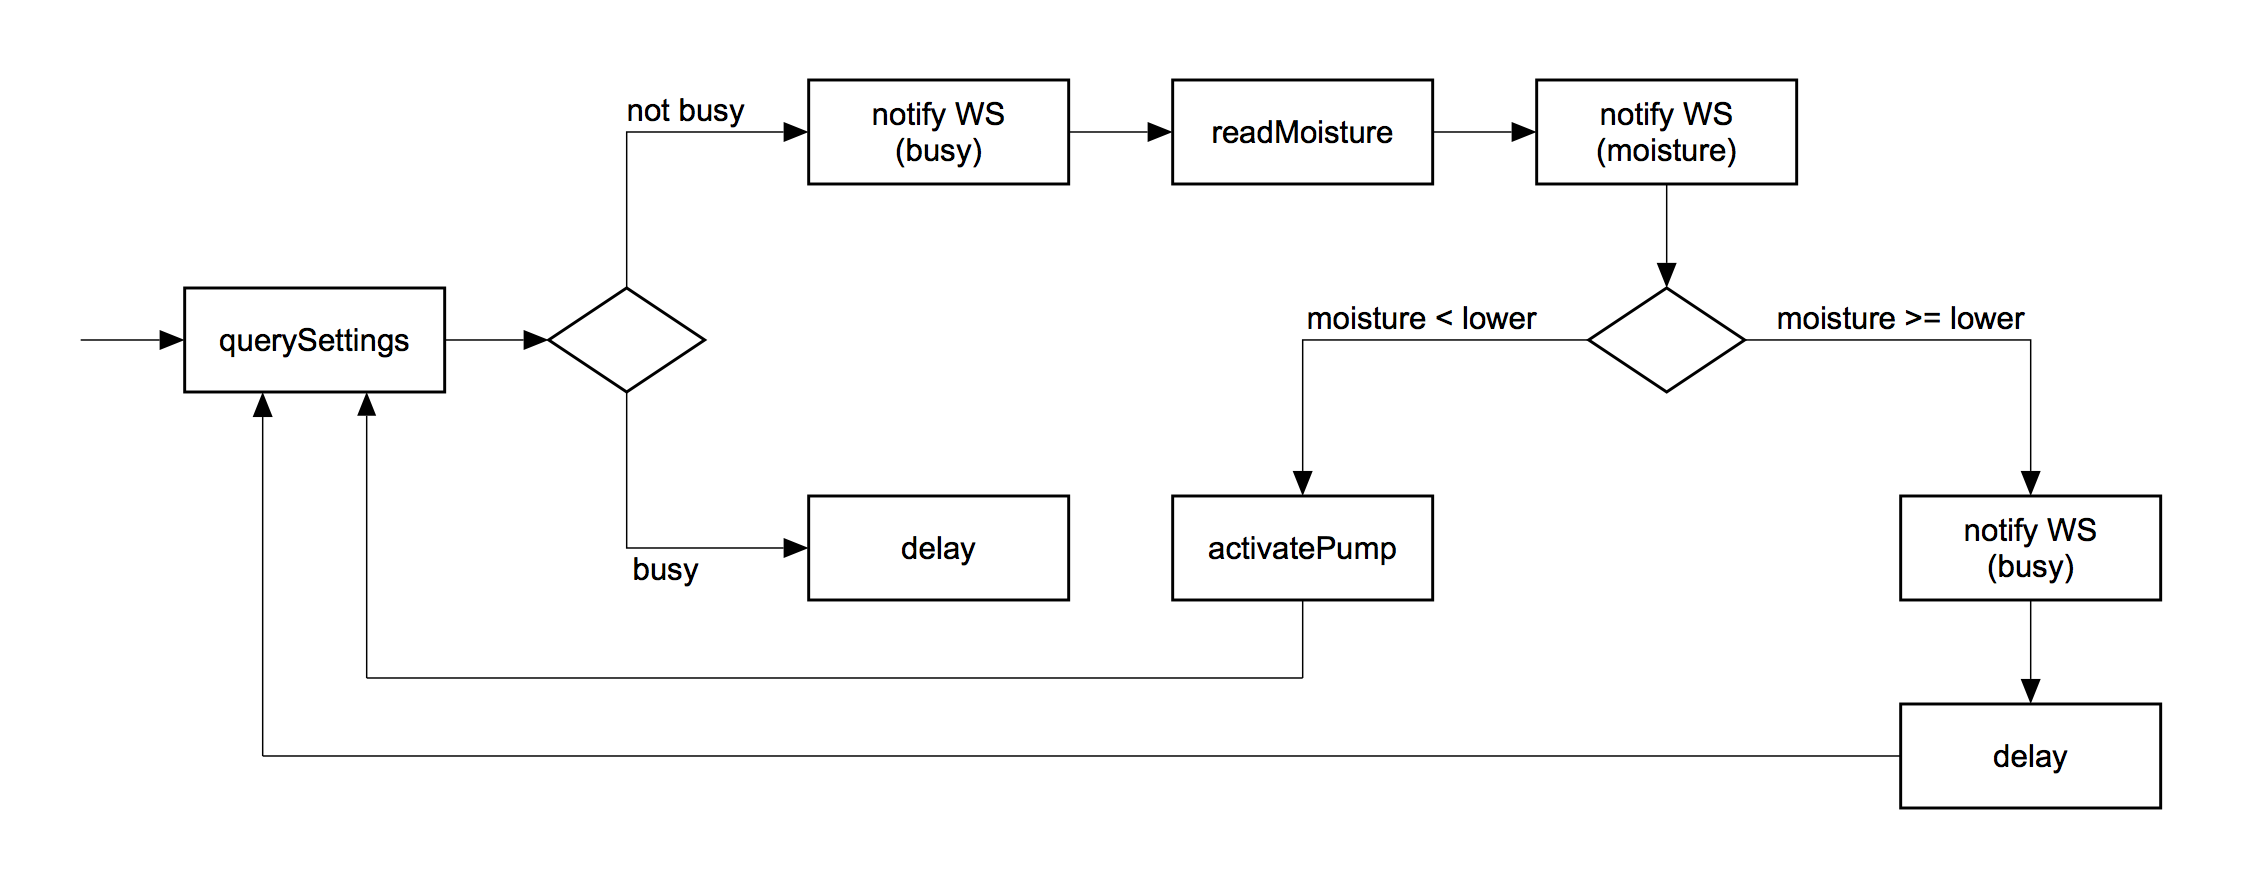 not busy
notify WS
(busy)
readMoisture
notify WS
(moisture)
querySettings
moisture < lower
moisture >= lower
busy
delay
activatePump
notify WS
(busy)
delay